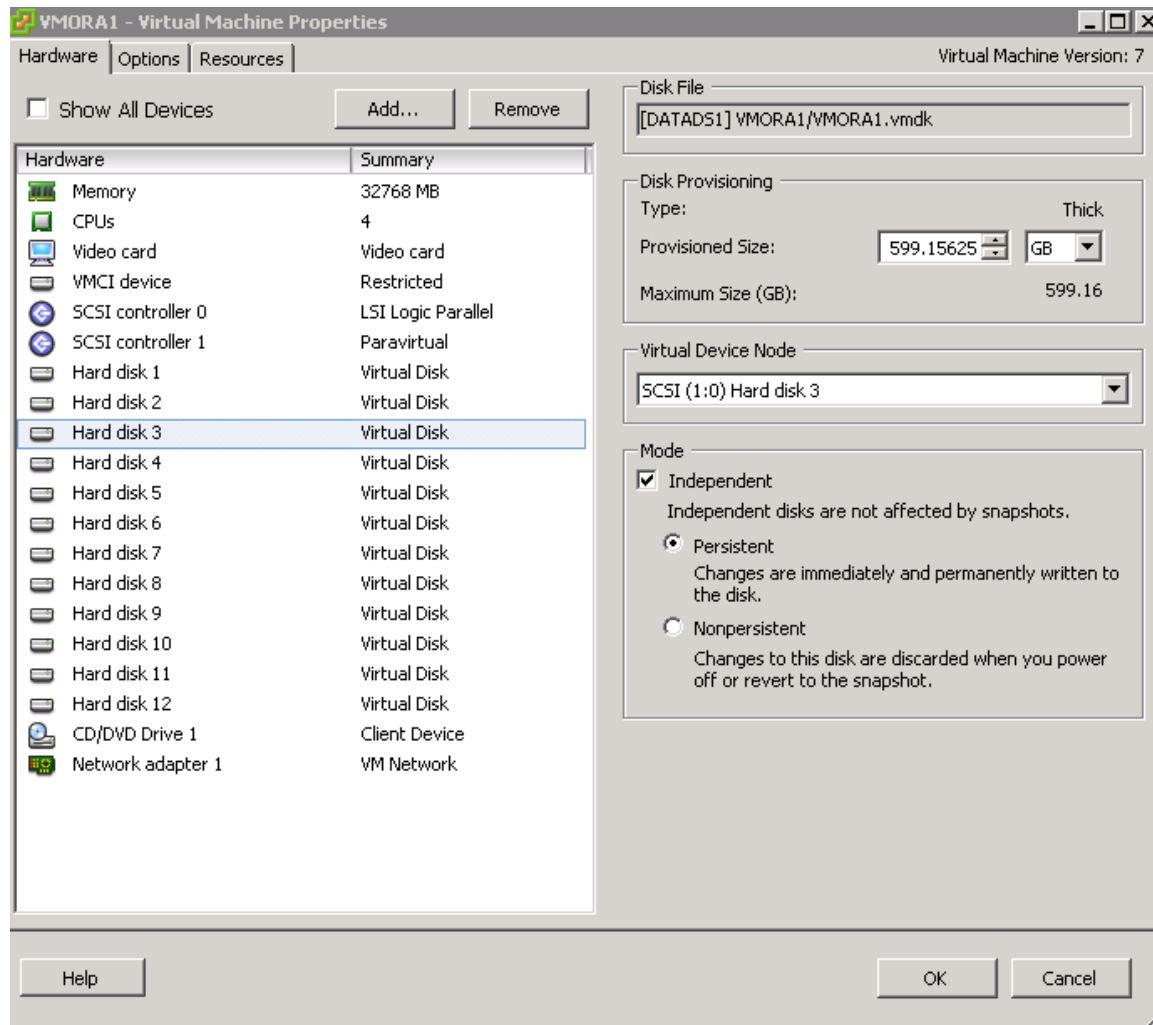 VMORA1 - Virtual Machine Properties
Hardware Options Resources Virtual Machine Version: 7
Show All Devices Add... Remove
Hardware Summary
Memory 32768 MB
CPUs 4
Video card Video card
VMCI device Restricted
SCSI controller 0 LSI Logic Parallel
SCSI controller 1 Paravirtual
Hard disk 1 Virtual Disk
Hard disk 2 Virtual Disk
Hard disk 3 Virtual Disk
Hard disk 4 Virtual Disk
Hard disk 5 Virtual Disk
Hard disk 6 Virtual Disk
Hard disk 7 Virtual Disk
Hard disk 8 Virtual Disk
Hard disk 9 Virtual Disk
Hard disk 10 Virtual Disk
Hard disk 11 Virtual Disk
Hard disk 12 Virtual Disk
CD/DVD Drive 1 Client Device
Network adapter 1 VM Network
Disk File
[DATADS1] VMORA1/VMORA1.vmdk
Disk Provisioning
Type: Thick
Provisioned Size: 599.15625 GB
Maximum Size (GB): 599.16
Virtual Device Node
SCSI (1:0) Hard disk 3
Mode
Independent
Independent disks are not affected by snapshots.
Persistent
Changes are immediately and permanently written to
the disk.
Nonpersistent
Changes to this disk are discarded when you power
off or revert to the snapshot.
Help OK Cancel